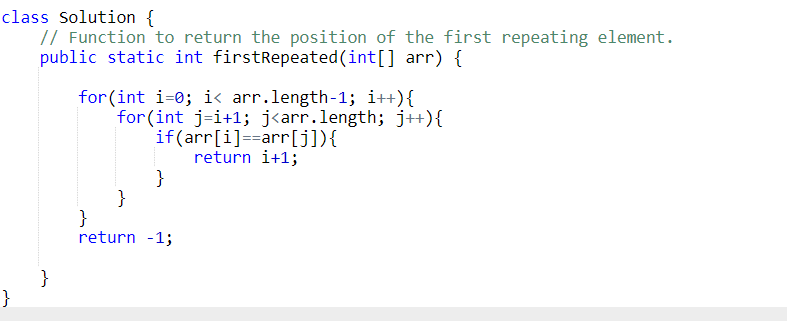 class Solution {
// Function to return the position of the first repeating element.
public static int firstRepeated(int[] arr) {
for(int i=0; i< arr.length-1; i++){
for(int j=i+1; j<arr.length; j++){
if(arr[i]==arr[j]){
return i+1;
}
}
}
return -1;
}
}